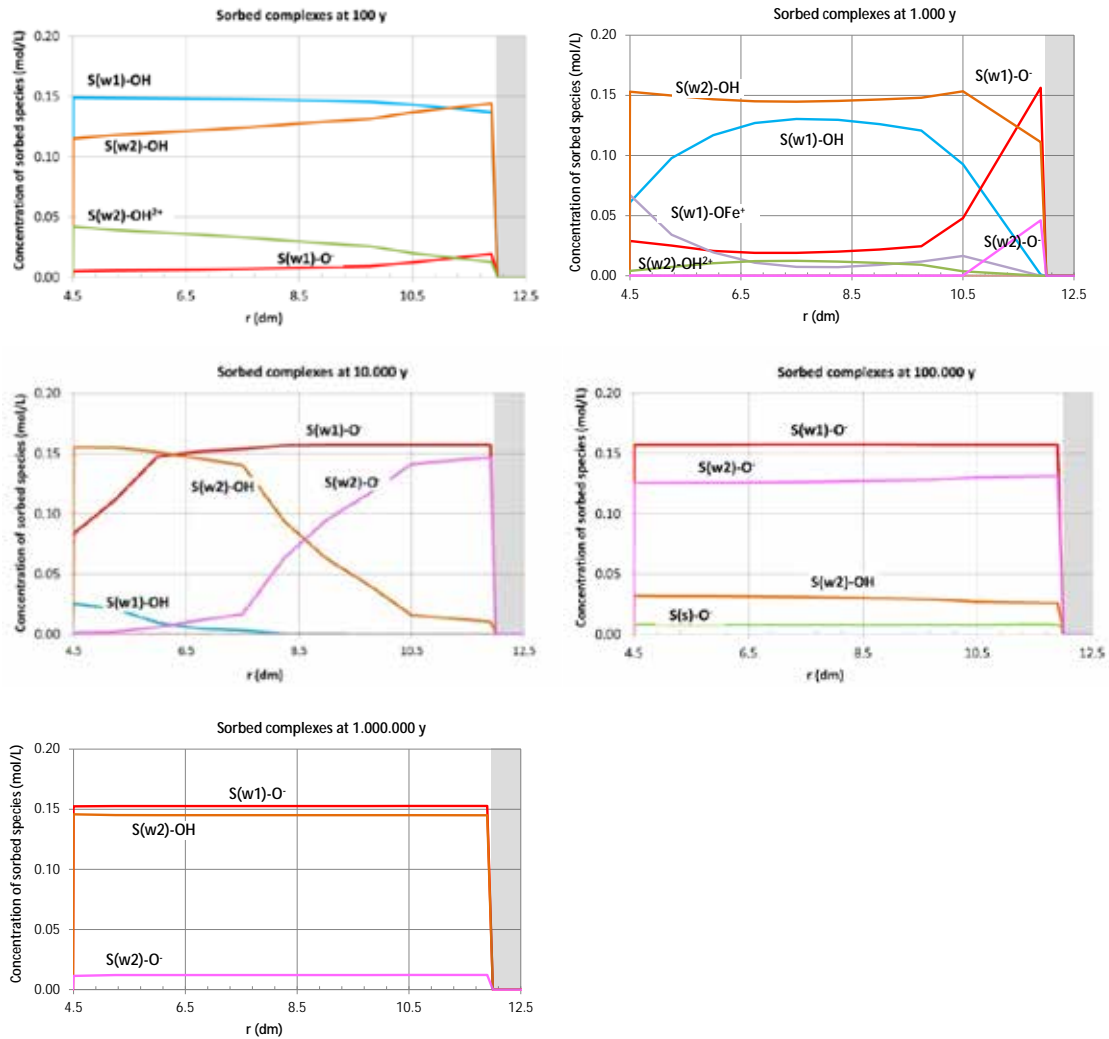 Sorbed complexes at 100 y
Concentration of sorbed species (mol/L)
0.20
0.15
0.10
0.05
0.00
S(w1)-OH
S(w2)-OH
S(w2)-OH²⁺
S(w1)-O⁻
4.5
6.5
8.5
10.5
12.5
r (dm)
Sorbed complexes at 1.000 y
Concentration of sorbed species (mol/L)
0.20
0.15
0.10
0.05
0.00
S(w1)-O⁻
S(w2)-OH
S(w1)-OH
S(w1)-OFe⁺
S(w2)-O⁻
S(w2)-OH²⁺
4.5
6.5
8.5
10.5
12.5
r (dm)
Sorbed complexes at 10.000 y
Concentration of sorbed species (mol/L)
0.20
0.15
0.10
0.05
0.00
S(w1)-O⁻
S(w2)-OH
S(w2)-O⁻
S(w1)-OH
4.5
6.5
8.5
10.5
12.5
r (dm)
Sorbed complexes at 100.000 y
Concentration of sorbed species (mol/L)
0.20
0.15
0.10
0.05
0.00
S(w1)-O⁻
S(w2)-O⁻
S(w2)-OH
S(s)-O⁻
4.5
6.5
8.5
10.5
12.5
r (dm)
Sorbed complexes at 1.000.000 y
Concentration of sorbed species (mol/L)
0.20
0.15
0.10
0.05
0.00
S(w1)-O⁻
S(w2)-OH
S(w2)-O⁻
4.5
6.5
8.5
10.5
12.5
r (dm)